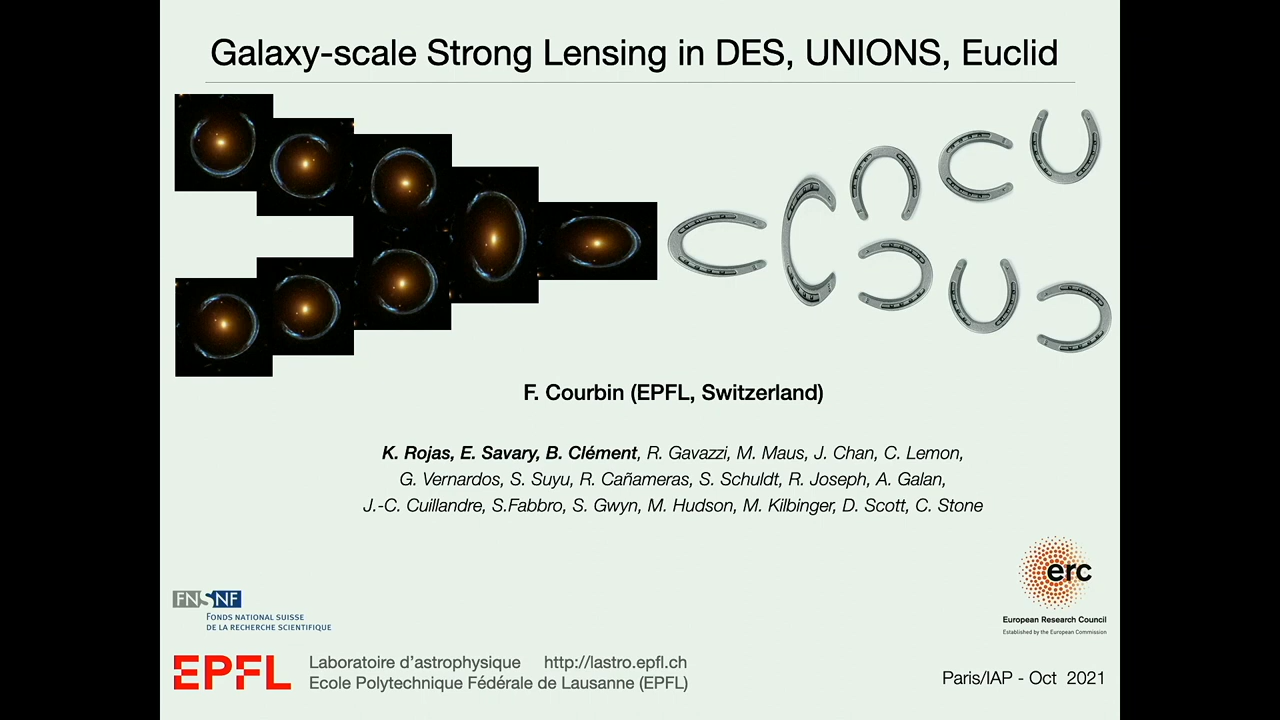 Galaxy-scale Strong Lensing in DES, UNIONS, Euclid
F. Courbin (EPFL, Switzerland)
K. Rojas, E. Savary, B. Clément, R. Gavazzi, M. Maus, J. Chan, C. Lemon,
G. Vernardos, S. Suyu, R. Cañameras, S. Schuldt, R. Joseph, A. Galan,
J.-C. Cuillandre, S.Fabbro, S. Gwyn, M. Hudson, M. Kilbinger, D. Scott, C. Stone
erc
European Research Council
Established by the European Commission
FNSNF
FONDS NATIONAL SUISSE
DE LA RECHERCHE SCIENTIFIQUE
EPFL
Laboratoire d'astrophysique http://lastro.epfl.ch
Ecole Polytechnique Fédérale de Lausanne (EPFL)
Paris/IAP - Oct 2021